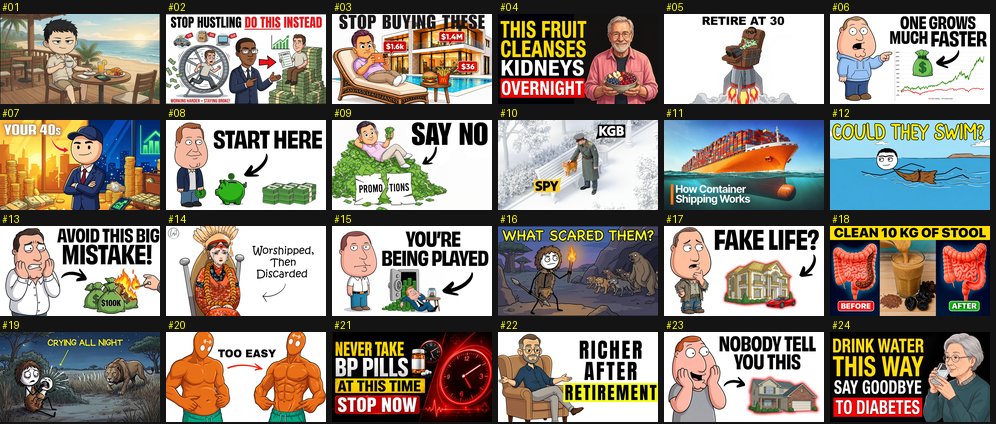 #01
#02
STOP HUSTLING DO THIS INSTEAD
WORKING HARDER = STAYING BROKE!
#03
STOP BUYING THESE
$1.6k
$1.4M
$36
#04
THIS FRUIT
CLEANSES
KIDNEYS
OVERNIGHT
#05
RETIRE AT 30
#06
ONE GROWS
MUCH FASTER
$
#07
YOUR 40s
#08
START HERE
#09
SAY NO
PROMOTIONS
#10
KGB
SPY
#11
How Container
Shipping Works
#12
COULD THEY SWIM?
#13
AVOID THIS BIG
MISTAKE!
$100K
#14
Worshipped,
Then
Discarded
#15
YOU'RE
BEING PLAYED
#16
WHAT SCARED THEM?
#17
FAKE LIFE?
#18
CLEAN 10 KG OF STOOL
BEFORE
AFTER
#19
CRYING ALL NIGHT
#20
TOO EASY
#21
NEVER TAKE
BP PILLS
AT THIS TIME
STOP NOW
#22
RICHER
AFTER
RETIREMENT
#23
NOBODY TELL
YOU THIS
#24
DRINK WATER
THIS WAY
SAY GOODBYE
TO DIABETES